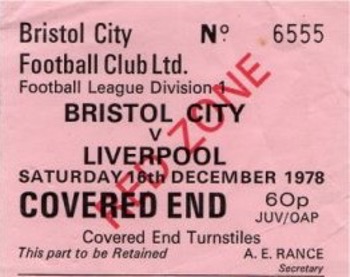 Bristol City Nº 6555
Football Club Ltd.
Football League Division 1
BRISTOL CITY
V
LIVERPOOL
SATURDAY 16th DECEMBER 1978
COVERED END 60p
JUV/OAP
Covered End Turnstiles
This part to be Retained A. E. RANCE
Secretary
RED ZONE